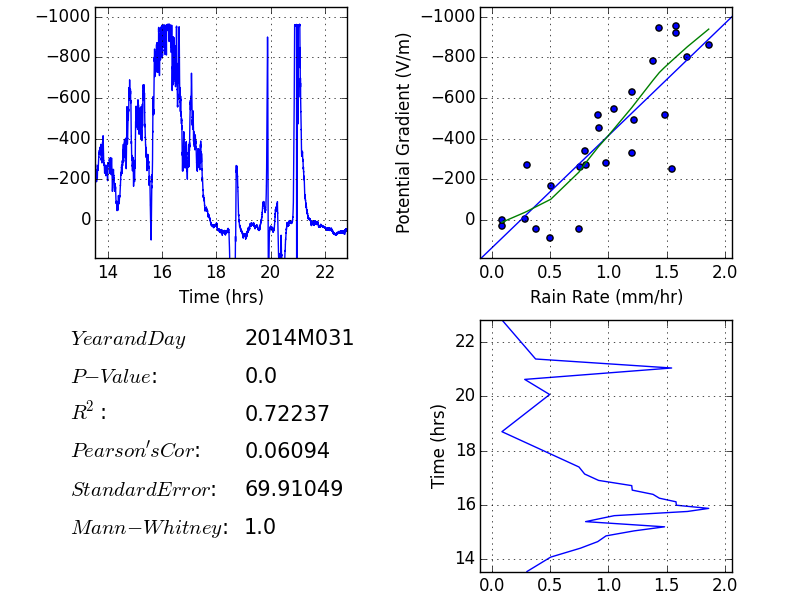 −1000
−800
−600
−400
−200
0
14 16 18 20 22
Time (hrs)
Potential Gradient (V/m)
−1000
−800
−600
−400
−200
0
0.0 0.5 1.0 1.5 2.0
Rain Rate (mm/hr)
YearandDay 2014M031
P−Value: 0.0
R² : 0.72237
Pearson'sCor: 0.06094
StandardError: 69.91049
Mann−Whitney: 1.0
Time (hrs)
22
20
18
16
14
0.0 0.5 1.0 1.5 2.0